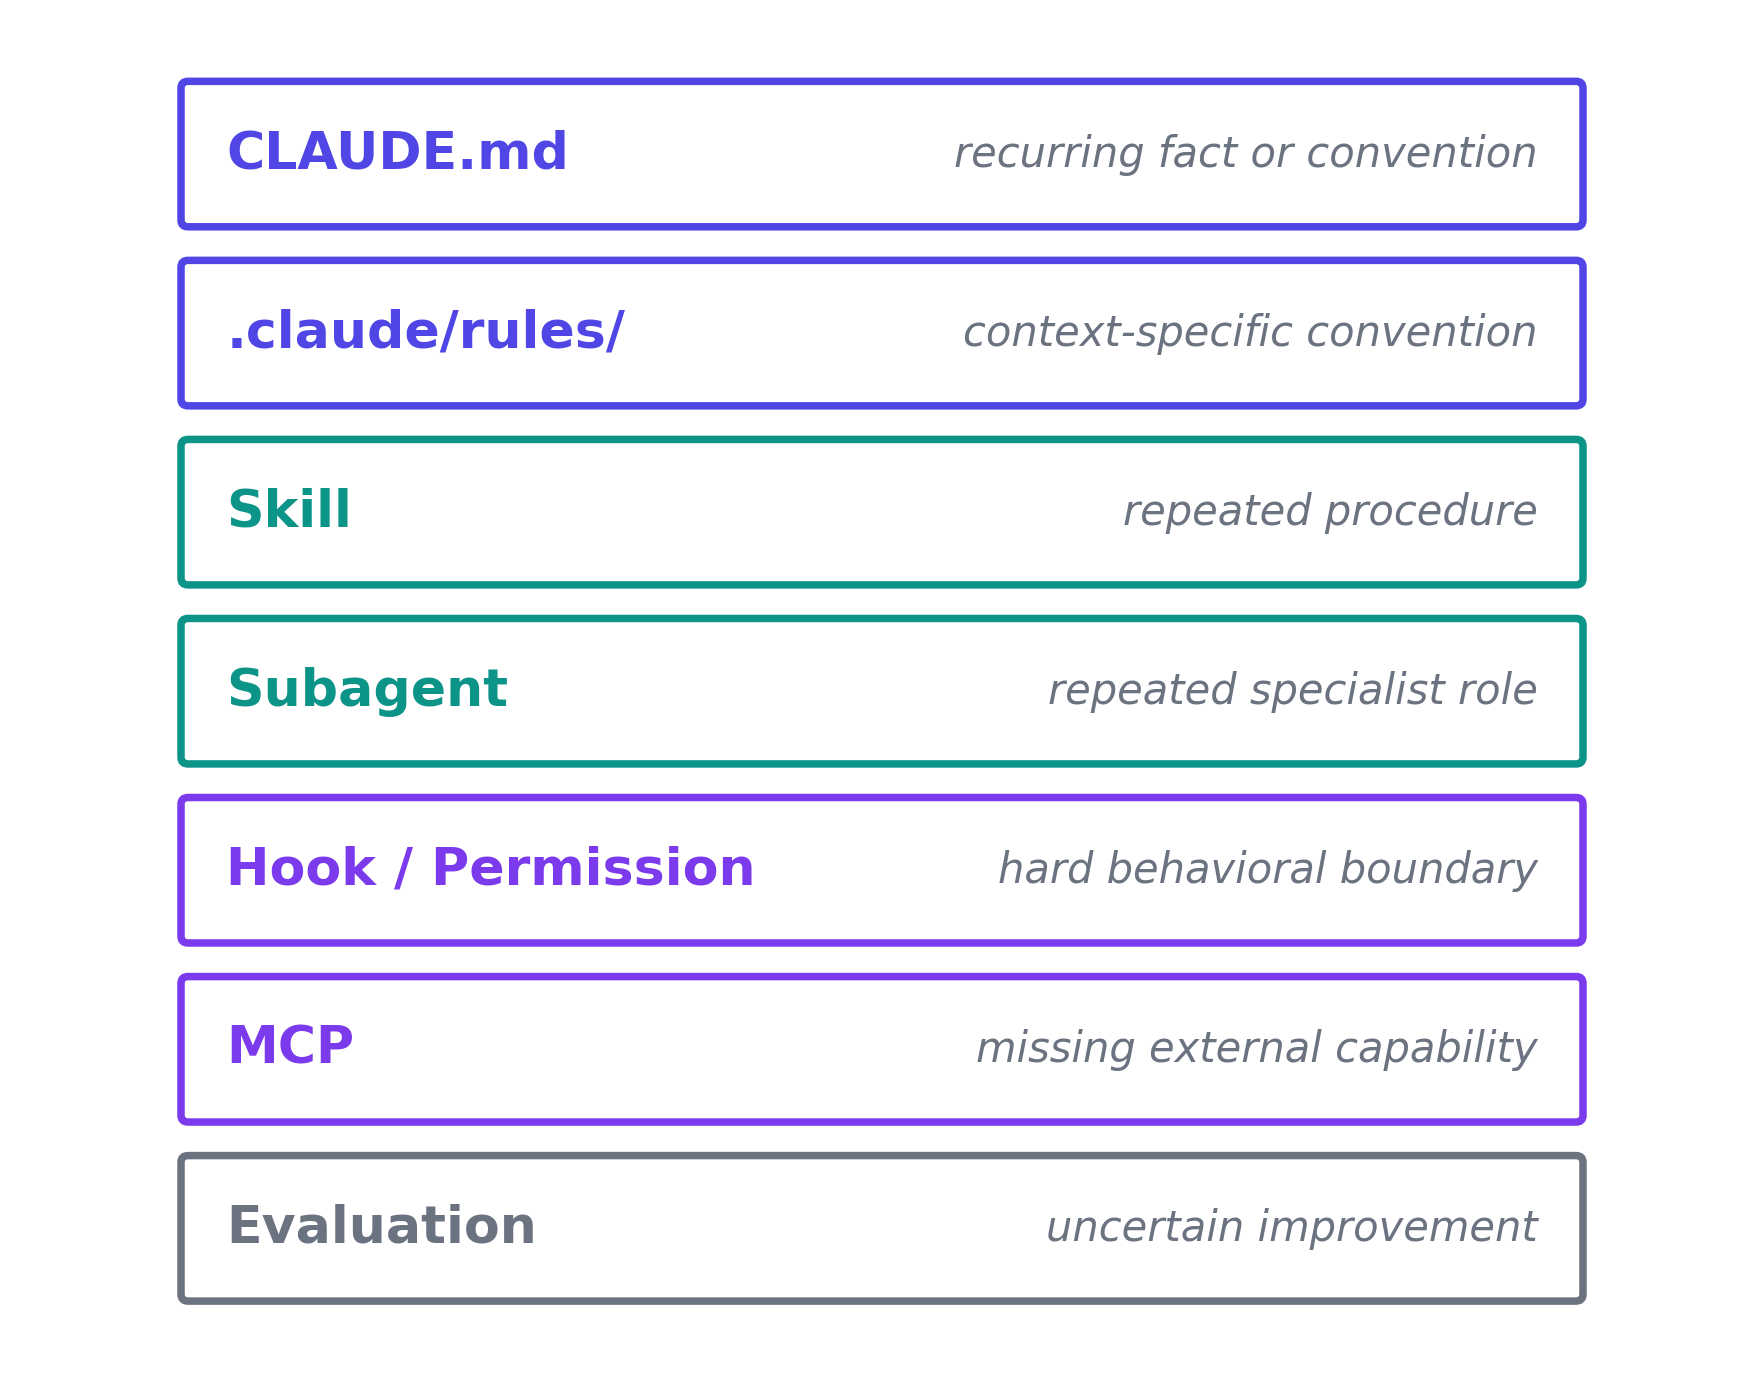 CLAUDE.md recurring fact or convention
.claude/rules/ context-specific convention
Skill repeated procedure
Subagent repeated specialist role
Hook / Permission hard behavioral boundary
MCP missing external capability
Evaluation uncertain improvement